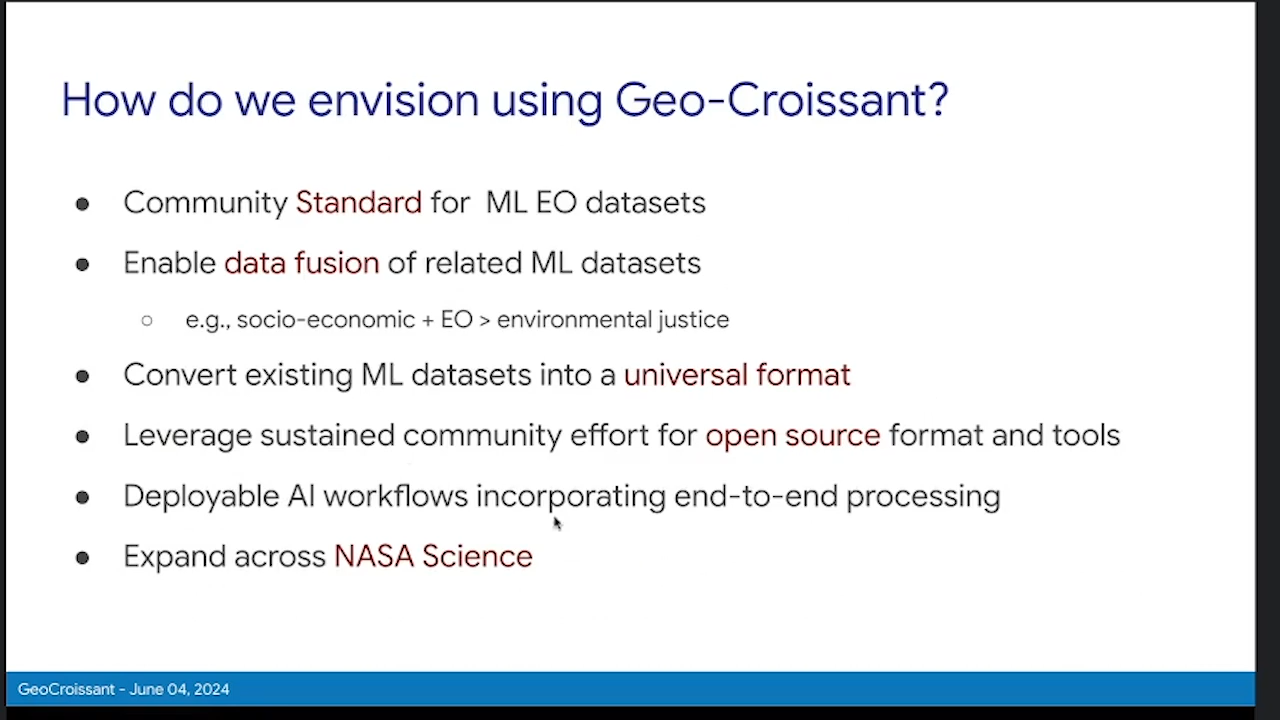 How do we envision using Geo-Croissant?
● Community Standard for ML EO datasets
● Enable data fusion of related ML datasets
○ e.g., socio-economic + EO > environmental justice
● Convert existing ML datasets into a universal format
● Leverage sustained community effort for open source format and tools
● Deployable AI workflows incorporating end-to-end processing
● Expand across NASA Science
GeoCroissant - June 04, 2024